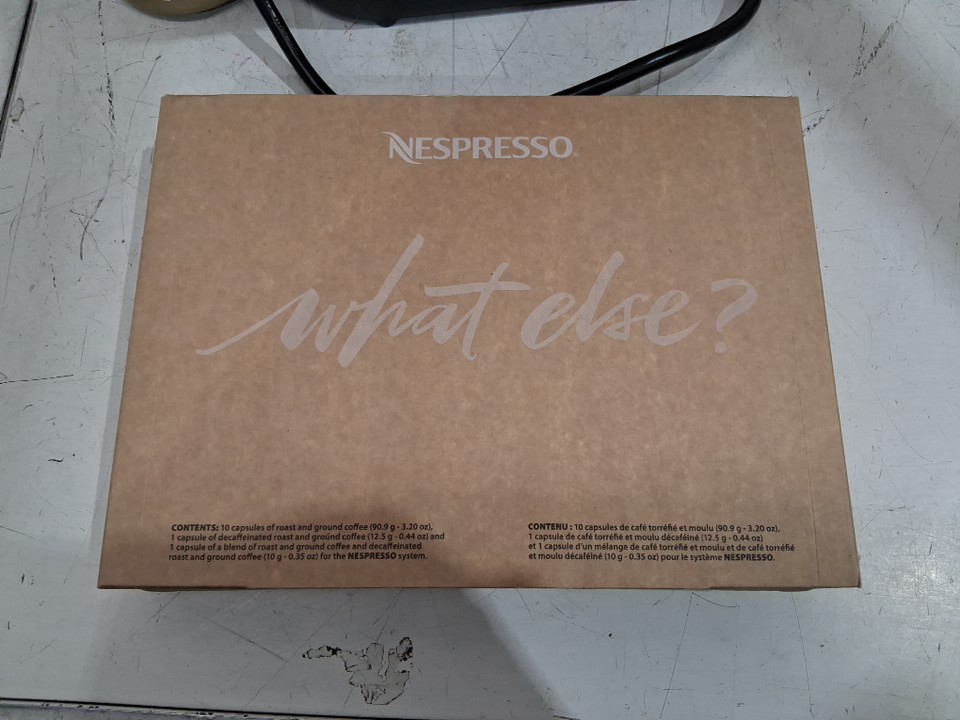 NESPRESSO®
what else?
CONTENTS: 10 capsules of roast and ground coffee (90.9 g - 3.20 oz),
1 capsule of decaffeinated roast and ground coffee (12.5 g - 0.44 oz) and
1 capsule of a blend of roast and ground coffee and decaffeinated
roast and ground coffee (10 g - 0.35 oz) for the NESPRESSO system.
CONTENU : 10 capsules de café torréfié et moulu (90.9 g - 3.20 oz),
1 capsule de café torréfié et moulu décaféiné (12.5 g - 0.44 oz)
et 1 capsule d'un mélange de café torréfié et moulu et de café torréfié
et moulu décaféiné (10 g - 0.35 oz) pour le système NESPRESSO.